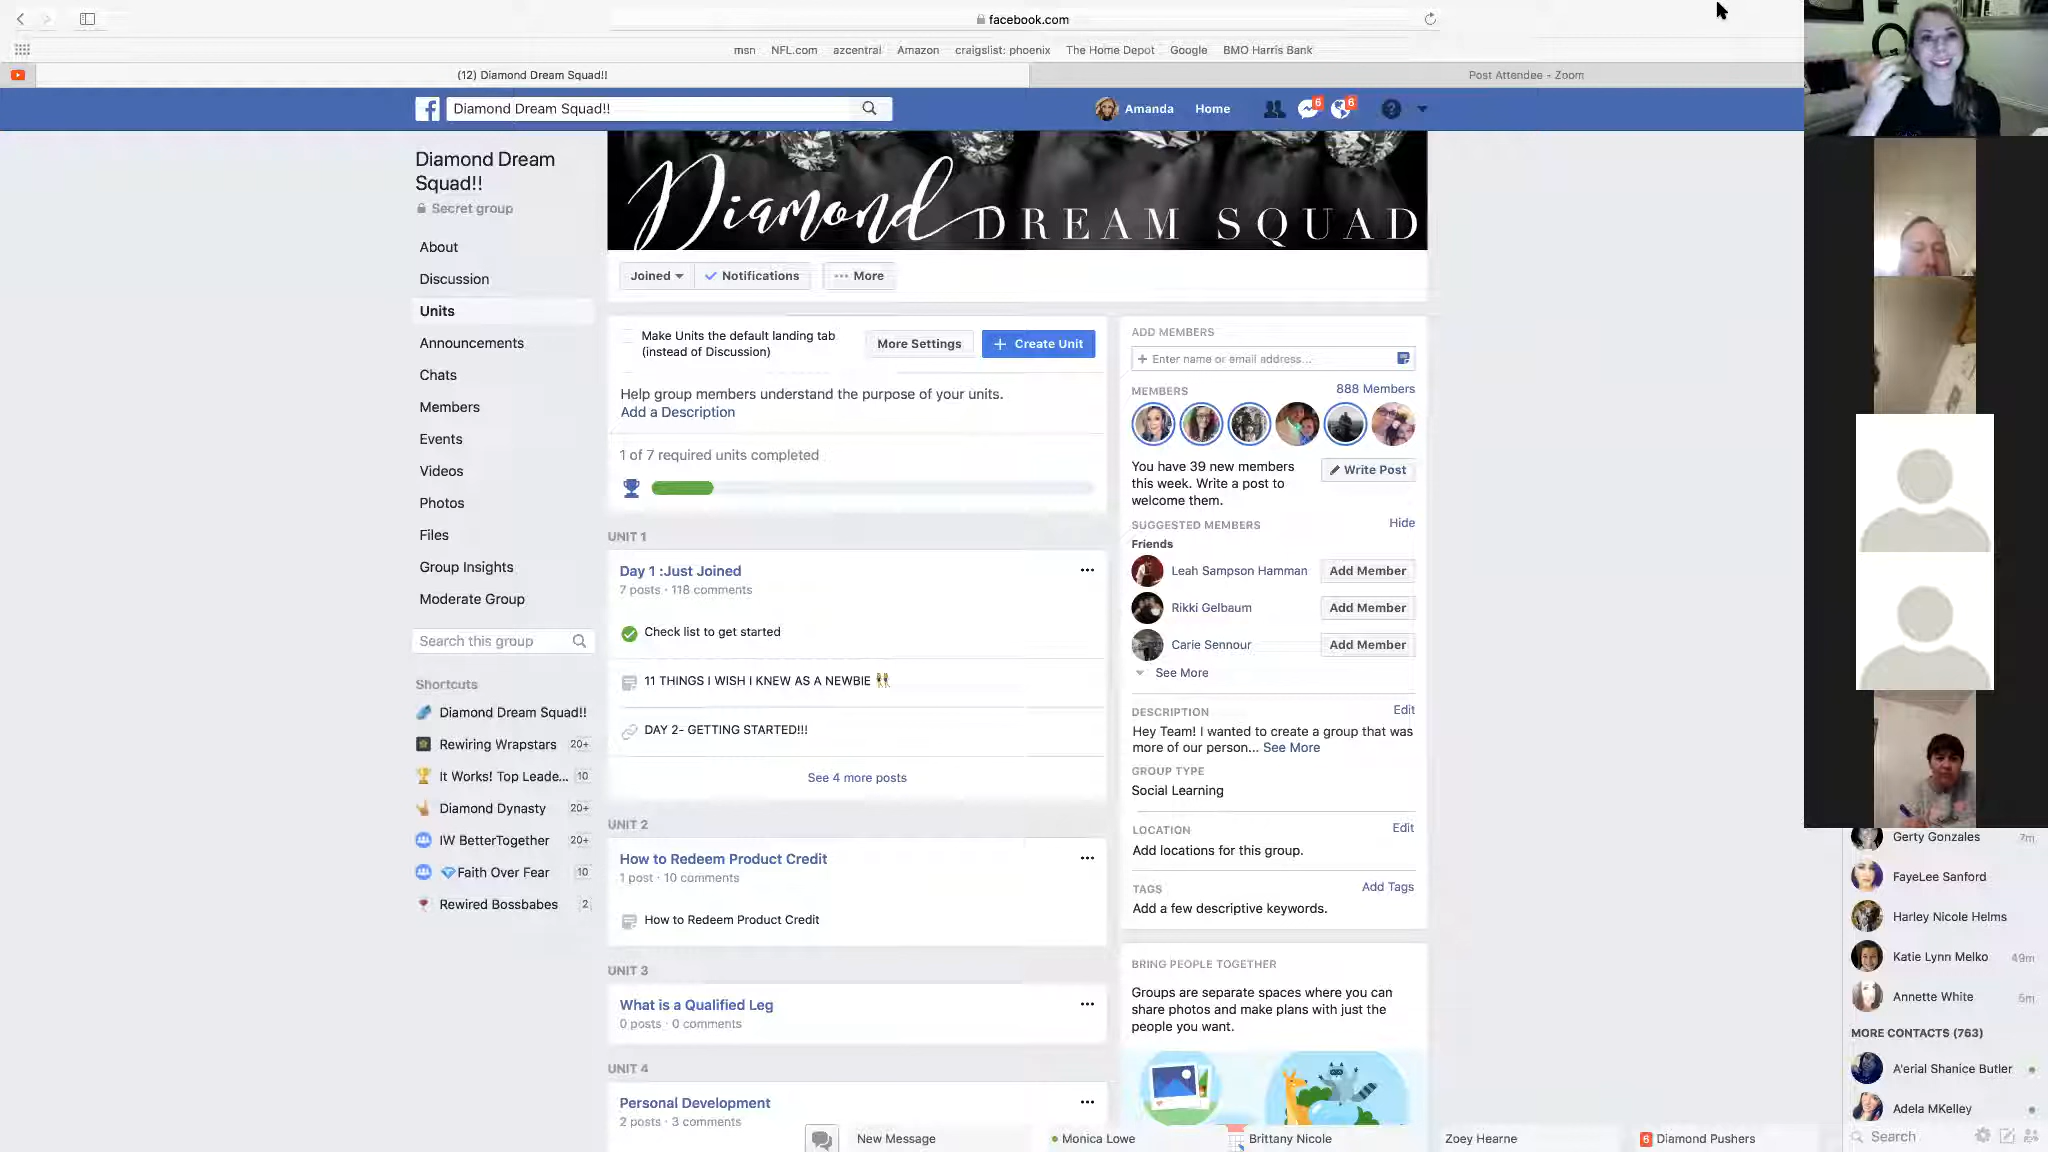 facebook.com
msn NFL.com azcentral Amazon craigslist: phoenix The Home Depot Google BMO Harris Bank
(12) Diamond Dream Squad!!
Post Attendee - Zoom
Diamond Dream Squad!!
Amanda Home 6 6
Diamond Dream
Squad!!
Secret group
About
Discussion
Units
Announcements
Chats
Members
Events
Videos
Photos
Files
Group Insights
Moderate Group
Search this group
Shortcuts
Diamond Dream Squad!!
Rewiring Wrapstars 20+
It Works! Top Leade... 10
Diamond Dynasty 20+
IW BetterTogether 20+
💎Faith Over Fear 10
Rewired Bossbabes 2
Diamond DREAM SQUAD
Joined Notifications More
Make Units the default landing tab
(instead of Discussion)
More Settings
Create Unit
Help group members understand the purpose of your units.
Add a Description
1 of 7 required units completed
UNIT 1
Day 1 :Just Joined
7 posts · 118 comments
Check list to get started
11 THINGS I WISH I KNEW AS A NEWBIE 👯
DAY 2- GETTING STARTED!!!
See 4 more posts
UNIT 2
How to Redeem Product Credit
1 post · 10 comments
How to Redeem Product Credit
UNIT 3
What is a Qualified Leg
0 posts · 0 comments
UNIT 4
Personal Development
2 posts · 3 comments
ADD MEMBERS
+ Enter name or email address...
MEMBERS 888 Members
You have 39 new members
this week. Write a post to
welcome them.
Write Post
SUGGESTED MEMBERS Hide
Friends
Leah Sampson Hamman Add Member
Rikki Gelbaum Add Member
Carie Sennour Add Member
See More
DESCRIPTION Edit
Hey Team! I wanted to create a group that was
more of our person... See More
GROUP TYPE
Social Learning
LOCATION Edit
Add locations for this group.
TAGS Add Tags
Add a few descriptive keywords.
BRING PEOPLE TOGETHER
Groups are separate spaces where you can
share photos and make plans with just the
people you want.
Gerty Gonzales 7m
FayeLee Sanford
Harley Nicole Helms
Katie Lynn Melko 49m
Annette White 5m
MORE CONTACTS (763)
A'erial Shanice Butler
Adela MKelley
Search
New Message
Monica Lowe
Brittany Nicole
Zoey Hearne
6 Diamond Pushers